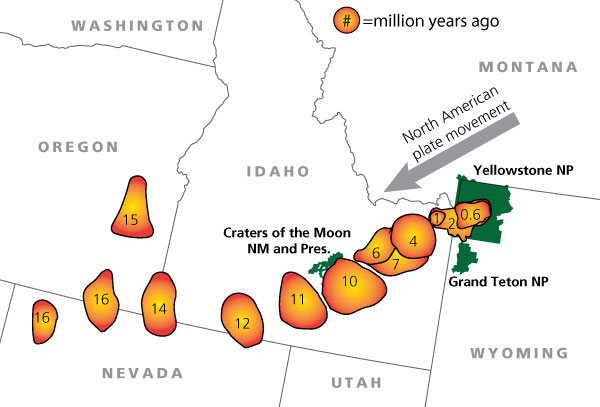 WASHINGTON
# =million years ago
MONTANA
North American
plate movement
OREGON
IDAHO
Yellowstone NP
15
1
2
0.6
Craters of the Moon
NM and Pres.
4
6
7
Grand Teton NP
10
11
16
16
14
12
WYOMING
NEVADA
UTAH